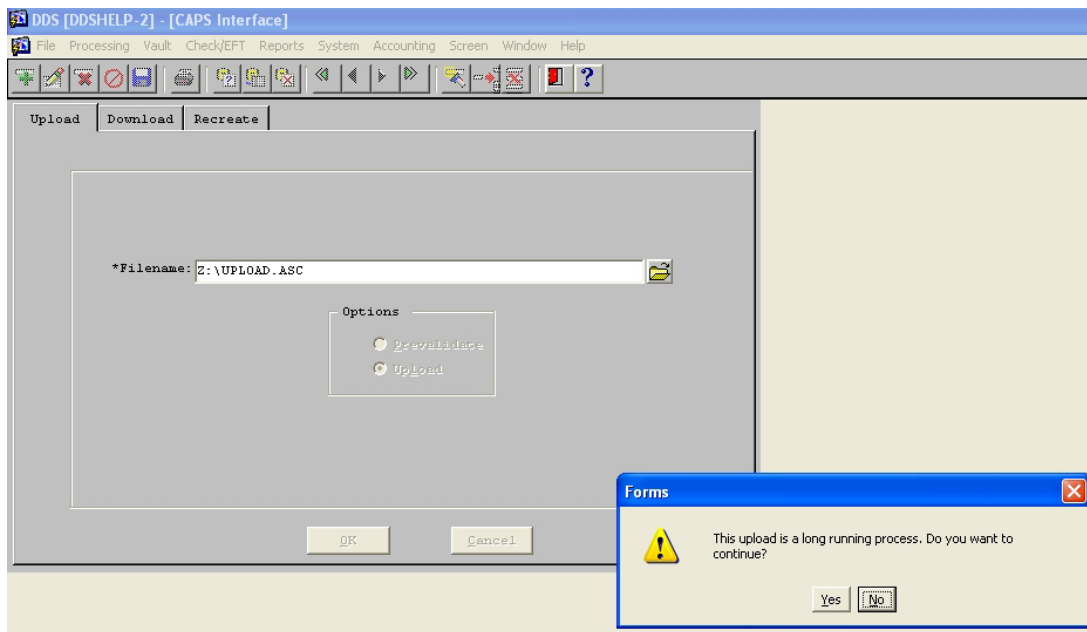 DDS [DDSHELP-2] - [CAPS Interface]
File Processing Vault Check/EFT Reports System Accounting Screen Window Help
Upload Download Recreate
*Filename: Z:\UPLOAD.ASC
Options
Prevalidate
Upload
Forms
This upload is a long running process. Do you want to
continue?
OK Cancel
Yes No